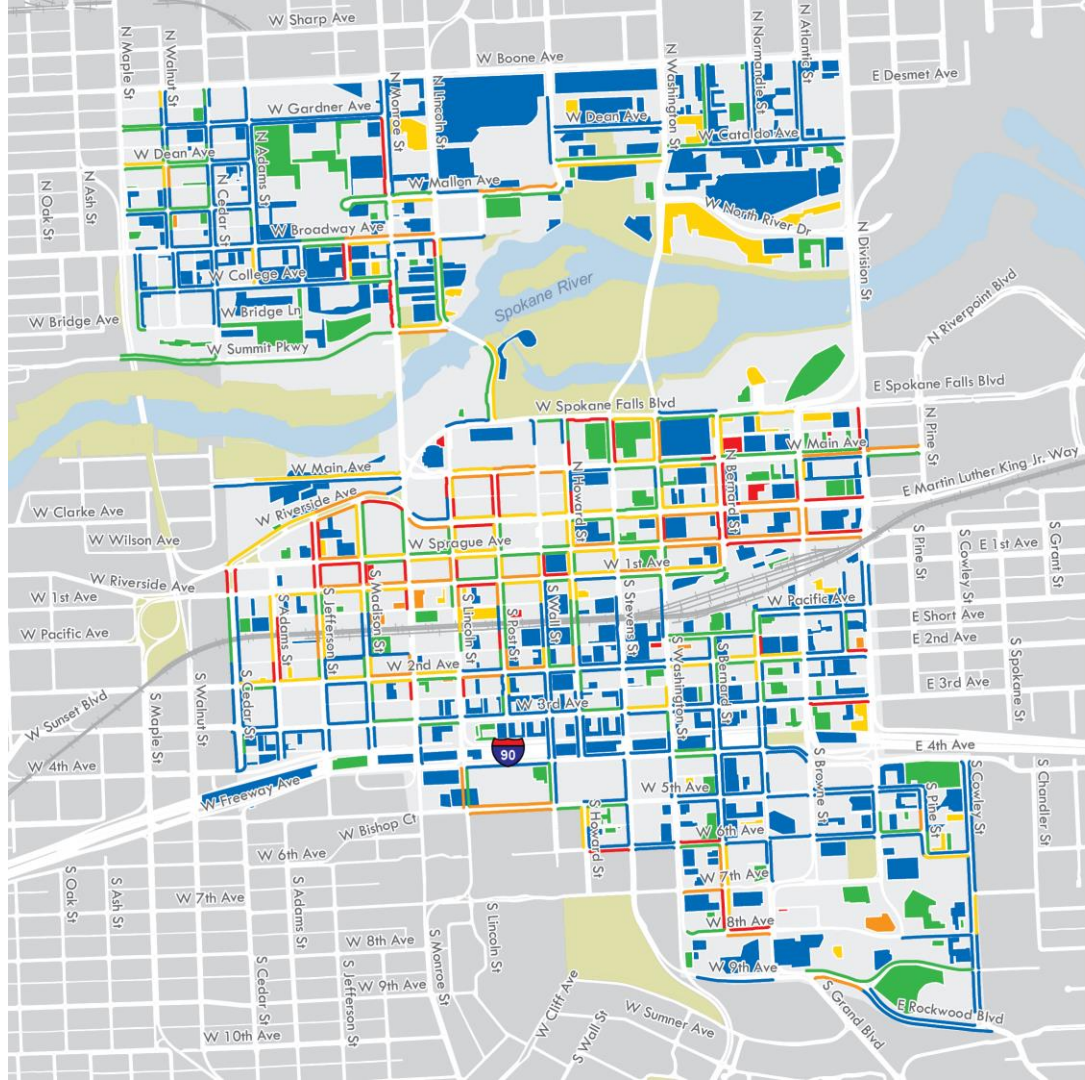 W Sharp Ave
N Maple St
N Walnut St
N Monroe St
N Lincoln St
W Boone Ave
N Washington St
N Normandie St
N Atlantic St
E Desmet Ave
W Gardner Ave
W Dean Ave
W Cataldo Ave
W Dean Ave
N Adams St
N Oak St
N Ash St
N Cedar St
W Mallon Ave
W North River Dr
W Broadway Ave
N Division St
W College Ave
Spokane River
W Bridge Ave
W Bridge Ln
N Riverpoint Blvd
W Summit Pkwy
E Spokane Falls Blvd
W Spokane Falls Blvd
N Pine St
W Main Ave
W Main Ave
N Howard St
N Bernard St
E Martin Luther King Jr. Way
W Riverside Ave
W Clarke Ave
W Wilson Ave
W Sprague Ave
S Pine St
S Cowley St
E 1st Ave
S Grant St
W Riverside Ave
W 1st Ave
W 1st Ave
W Pacific Ave
W Pacific Ave
E Short Ave
E 2nd Ave
S Adams St
S Jefferson St
S Madison St
S Lincoln St
S Post St
S Wall St
S Stevens St
S Washington St
S Bernard St
W 2nd Ave
E 3rd Ave
S Spokane St
W Sunset Blvd
S Maple St
S Walnut St
S Cedar St
W 3rd Ave
90
W 4th Ave
E 4th Ave
W Freeway Ave
W 5th Ave
S Browne St
S Pine St
S Cowley St
S Chandler St
W Bishop Ct
S Howard St
W 6th Ave
W 6th Ave
S Oak St
S Ash St
W 7th Ave
S Adams St
W 7th Ave
S Lincoln St
W 8th Ave
W 8th Ave
S Monroe St
S Cedar St
S Jefferson St
W 9th Ave
W 9th Ave
W Cliff Ave
S Wall St
W Sumner Ave
S Grand Blvd
E Rockwood Blvd
W 10th Ave